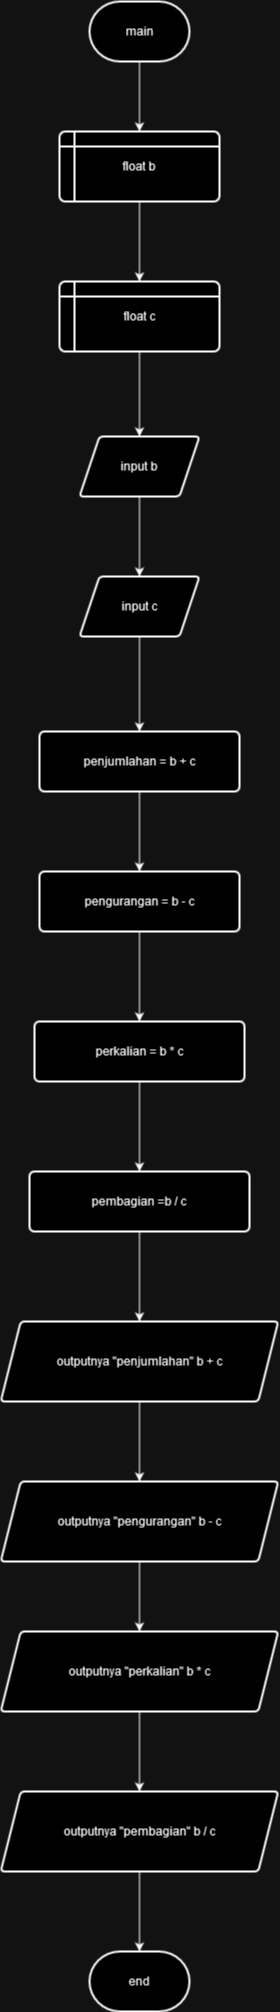 main
float b
float c
input b
input c
penjumlahan = b + c
pengurangan = b - c
perkalian = b * c
pembagian =b / c
outputnya "penjumlahan" b + c
outputnya "pengurangan" b - c
outputnya "perkalian" b * c
outputnya "pembagian" b / c
end